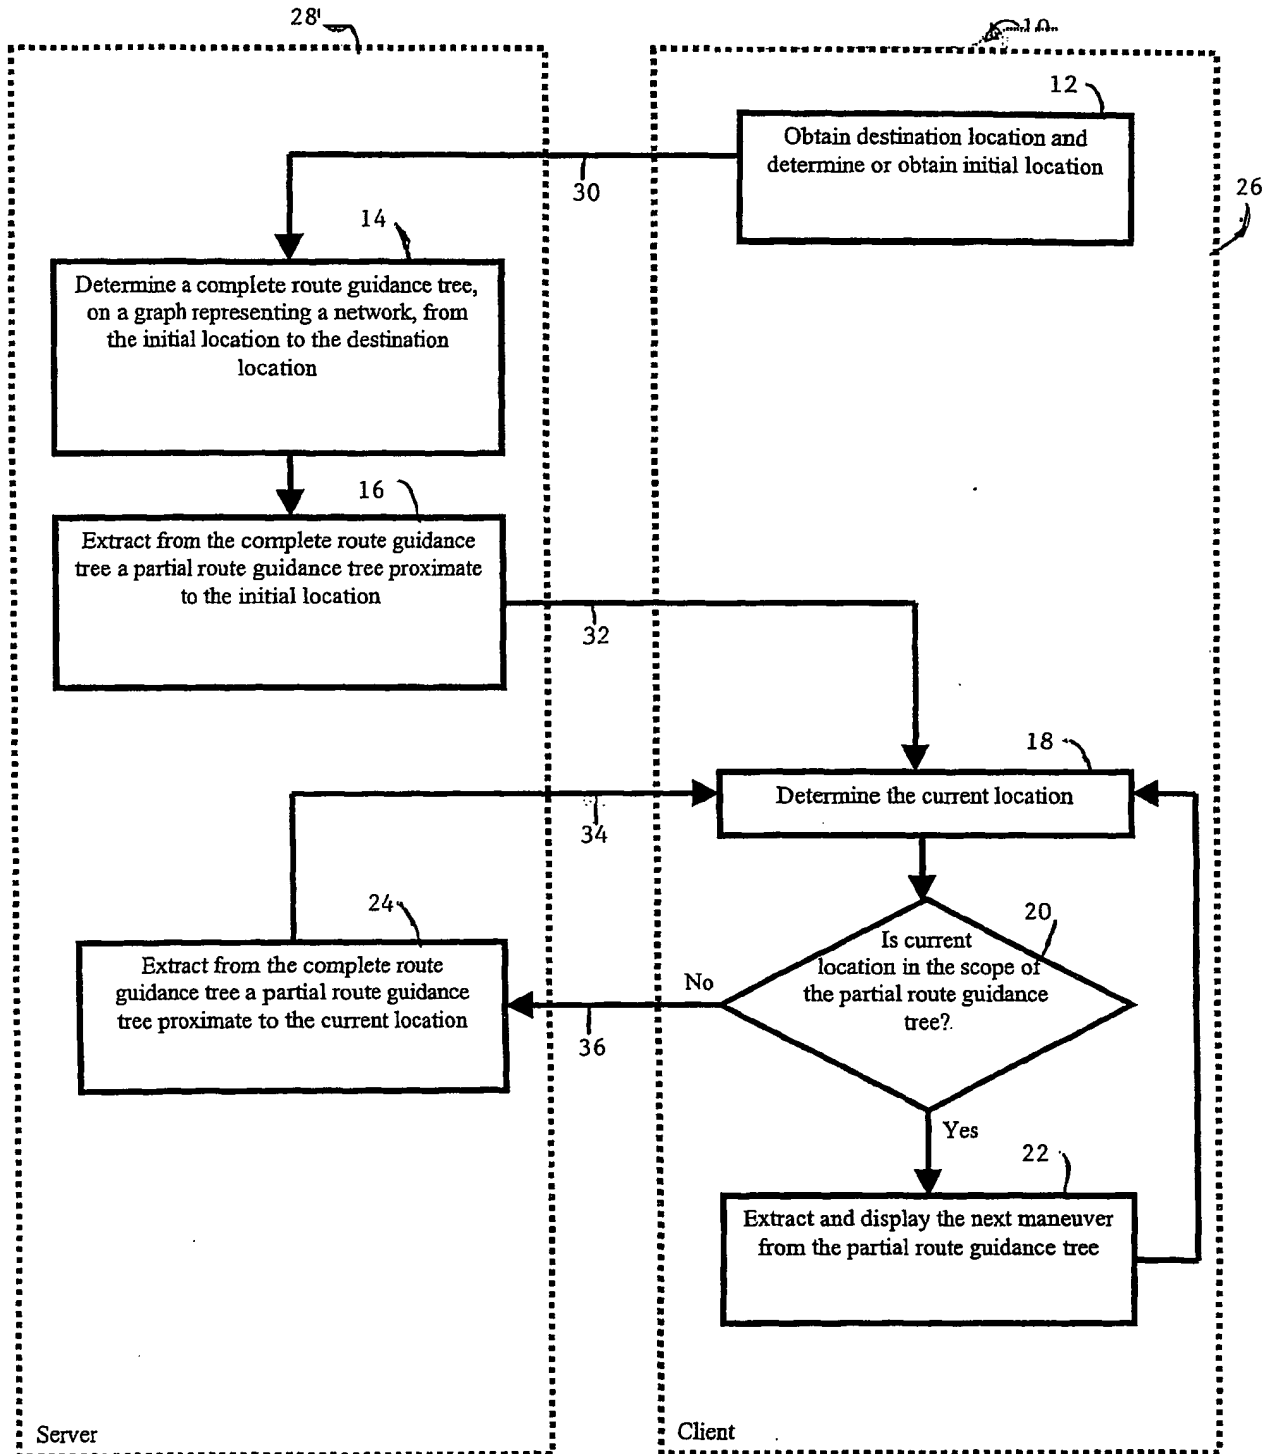 28'
10
12
Obtain destination location and
determine or obtain initial location
26
30
14
Determine a complete route guidance tree,
on a graph representing a network, from
the initial location to the destination
location
16
Extract from the complete route guidance
tree a partial route guidance tree proximate
to the initial location
32
18
Determine the current location
34
24
Extract from the complete route
guidance tree a partial route guidance
tree proximate to the current location
20
Is current
location in the scope of
the partial route guidance
tree?
No
36
Yes
22
Extract and display the next maneuver
from the partial route guidance tree
Server
Client